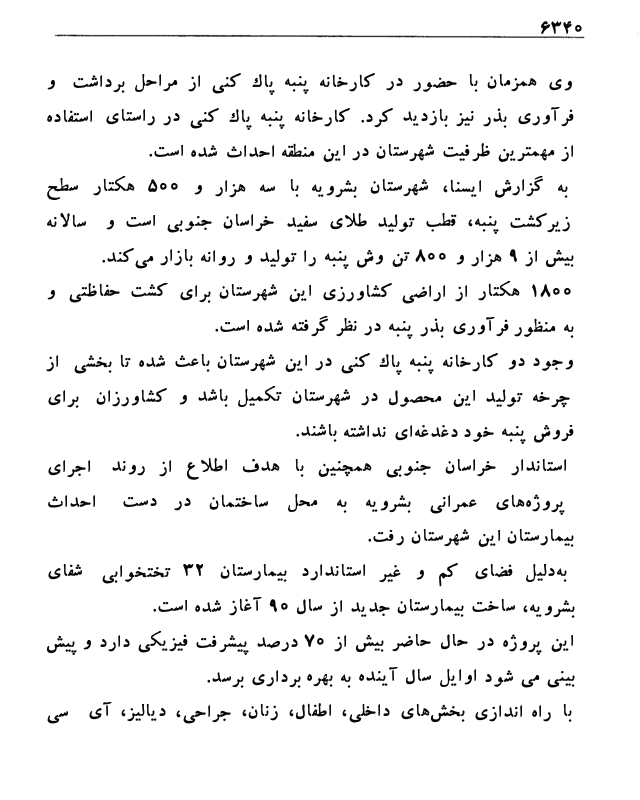 ۶۳۴۰
وی همزمان با حضور در کارخانه پنبه پاك کنی از مراحل برداشت و
فرآوری بذر نیز بازدید کرد. کارخانه پنبه پاك کنی در راستای استفاده
از مهمترین ظرفیت شهرستان در این منطقه احداث شده است.
به گزارش ایسنا، شهرستان بشرویه با سه هزار و ۵۰۰ هکتار سطح
زیرکشت پنبه، قطب تولید طلای سفید خراسان جنوبی است و سالانه
بیش از ۹ هزار و ۸۰۰ تن وش پنبه را تولید و روانه بازار می‌کند.
۱۸۰۰ هکتار از اراضی کشاورزی این شهرستان برای کشت حفاظتی و
به منظور فرآوری بذر پنبه در نظر گرفته شده است.
وجود دو کارخانه پنبه پاك کنی در این شهرستان باعث شده تا بخشی از
چرخه تولید این محصول در شهرستان تکمیل باشد و کشاورزان برای
فروش پنبه خود دغدغه‌ای نداشته باشند.
استاندار خراسان جنوبی همچنین با هدف اطلاع از روند اجرای
پروژه‌های عمرانی بشرویه به محل ساختمان در دست احداث
بیمارستان این شهرستان رفت.
به‌دلیل فضای کم و غیر استاندارد بیمارستان ۳۲ تختخوابی شفای
بشرویه، ساخت بیمارستان جدید از سال ۹۰ آغاز شده است.
این پروژه در حال حاضر بیش از ۷۰ درصد پیشرفت فیزیکی دارد و پیش
بینی می شود اوایل سال آینده به بهره برداری برسد.
با راه اندازی بخش‌های داخلی، اطفال، زنان، جراحی، دیالیز، آی سی